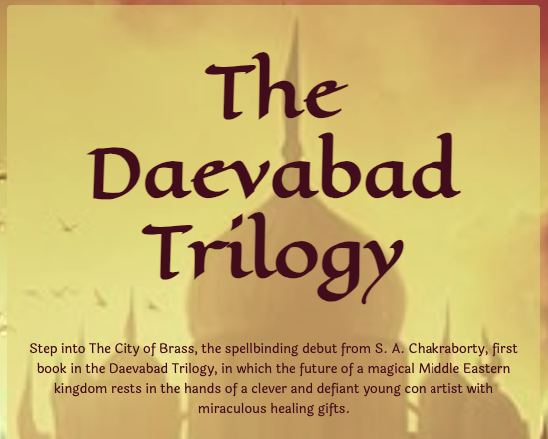 The
Daevabad
Trilogy
Step into The City of Brass, the spellbinding debut from S. A. Chakraborty, first
book in the Daevabad Trilogy, in which the future of a magical Middle Eastern
kingdom rests in the hands of a clever and defiant young con artist with
miraculous healing gifts.